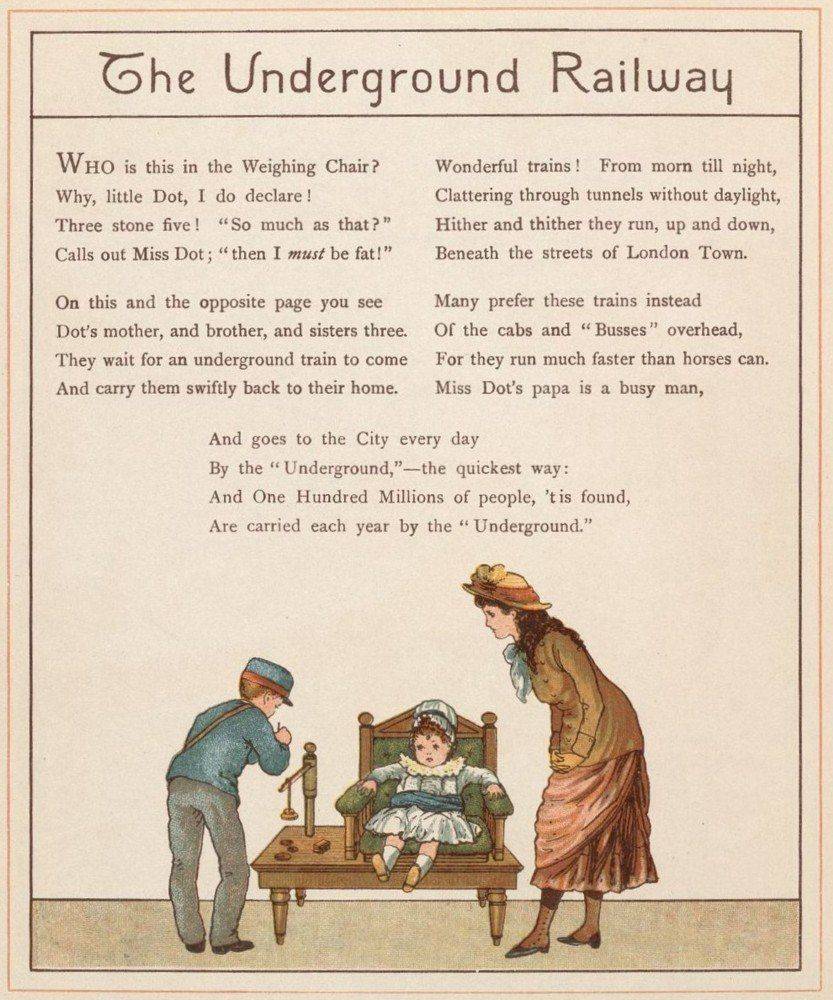 The Underground Railway
WHO is this in the Weighing Chair?
Why, little Dot, I do declare!
Three stone five! "So much as that?"
Calls out Miss Dot; "then I must be fat!"
On this and the opposite page you see
Dot's mother, and brother, and sisters three.
They wait for an underground train to come
And carry them swiftly back to their home.
Wonderful trains! From morn till night,
Clattering through tunnels without daylight,
Hither and thither they run, up and down,
Beneath the streets of London Town.
Many prefer these trains instead
Of the cabs and "Busses" overhead,
For they run much faster than horses can.
Miss Dot's papa is a busy man,
And goes to the City every day
By the "Underground,"—the quickest way:
And One Hundred Millions of people, 'tis found,
Are carried each year by the "Underground."